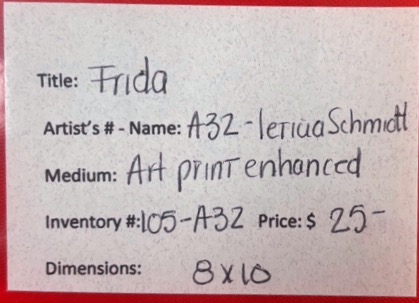 Title: Frida
Artist's # - Name: A32 - Schmidt
Medium: Art print enhanced
Inventory #: 105-A32 Price: $ 25-
Dimensions: 8x10